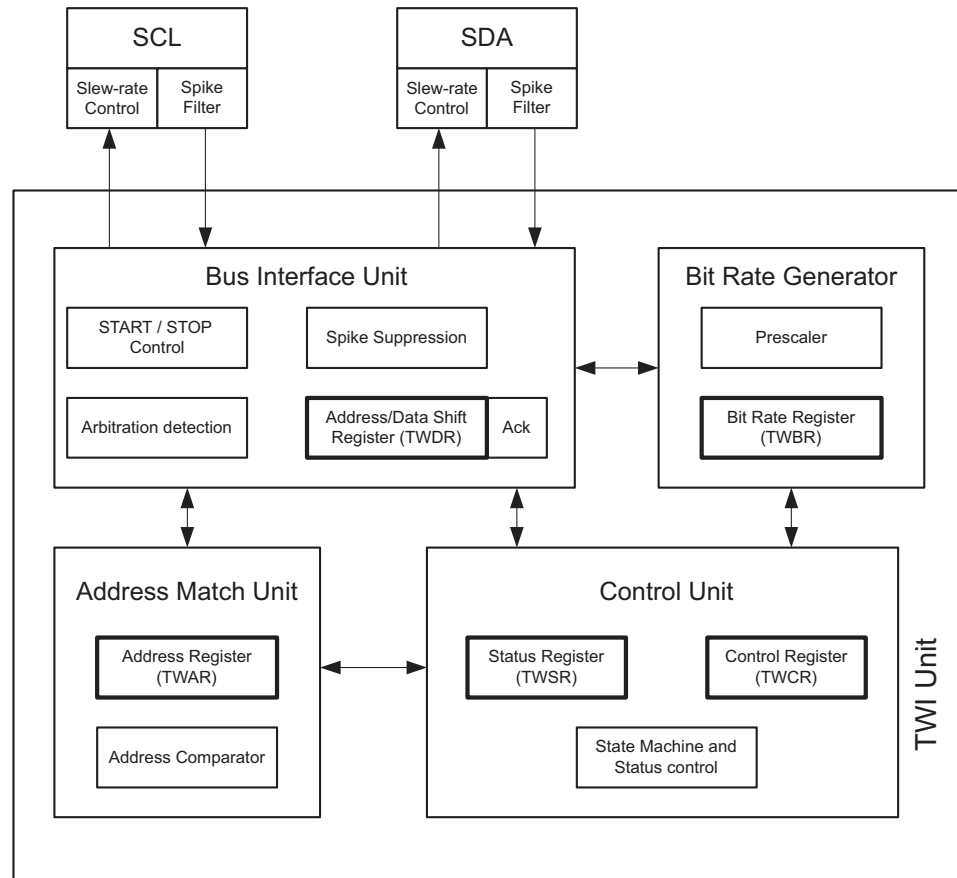 SCL
Slew-rate
Control
Spike
Filter
SDA
Slew-rate
Control
Spike
Filter
Bus Interface Unit
START / STOP
Control
Spike Suppression
Arbitration detection
Address/Data Shift
Register (TWDR)
Ack
Bit Rate Generator
Prescaler
Bit Rate Register
(TWBR)
Address Match Unit
Address Register
(TWAR)
Address Comparator
Control Unit
Status Register
(TWSR)
Control Register
(TWCR)
State Machine and
Status control
TWI Unit